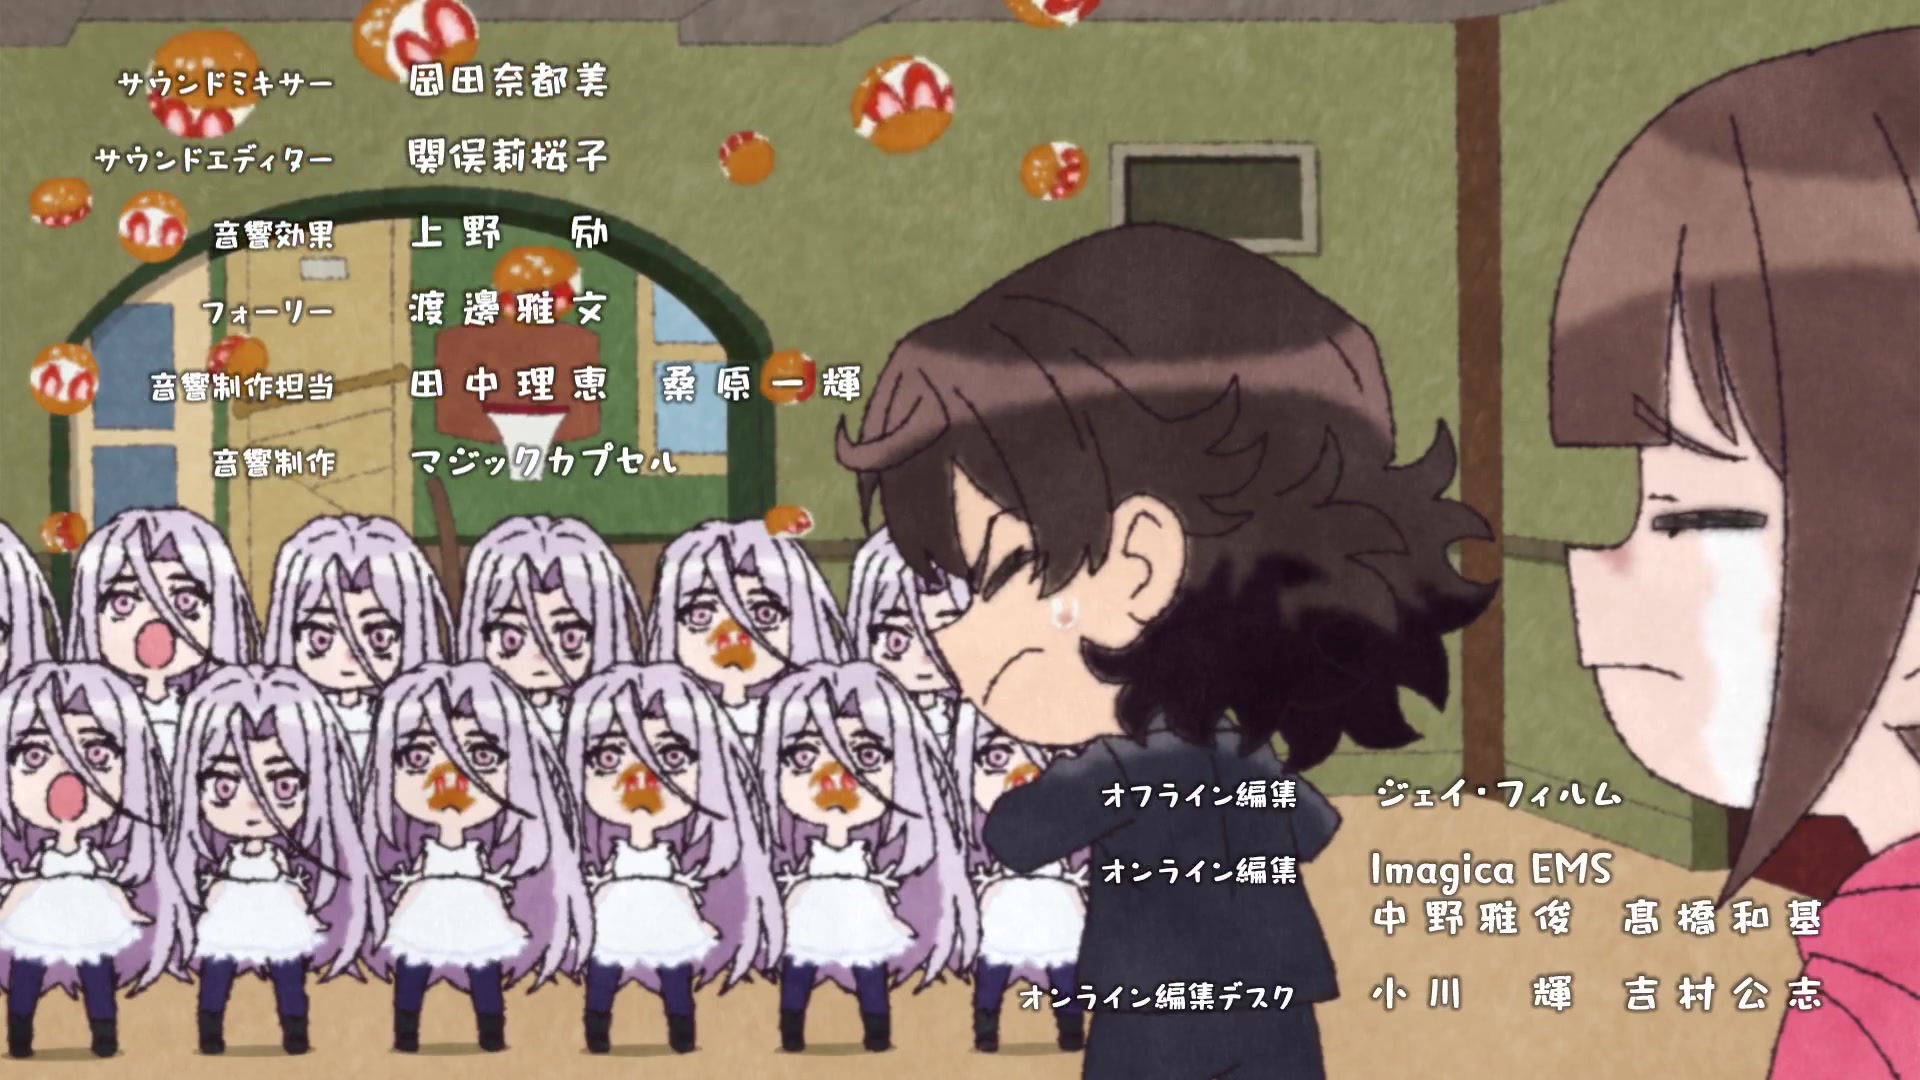 サウンドミキサー 岡田奈都美
サウンドエディター 関俣莉桜子
音響効果 上野 励
フォーリー 渡邊雅文
音響制作担当 田中理恵 桑原一輝
音響制作 マジックカプセル
オフライン編集 ジェイ・フィルム
オンライン編集 Imagica EMS
中野雅俊 髙橋和基
オンライン編集デスク 小川 輝 吉村公志